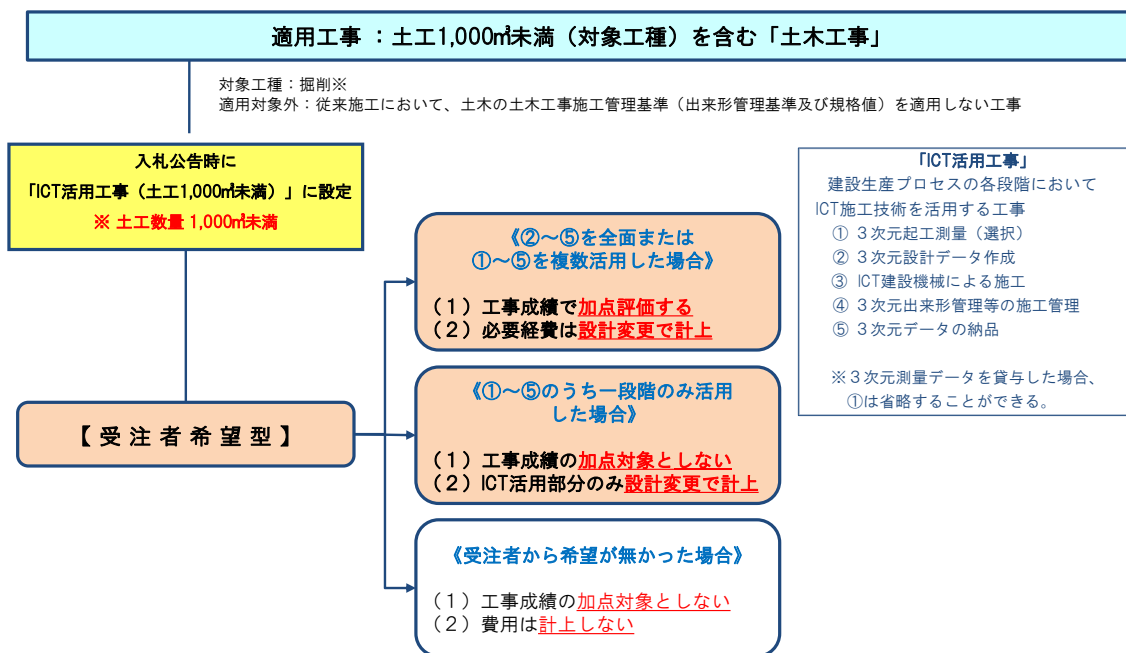 適用工事 ：土工1,000㎥未満（対象工種）を含む「土木工事」
対象工種：掘削※
適用対象外：従来施工において、土木の土木工事施工管理基準（出来形管理基準及び規格値）を適用しない工事
入札公告時に
「ICT活用工事（土工1,000㎥未満）」に設定
※ 土工数量 1,000㎥未満
【 受 注 者 希 望 型 】
《②～⑤を全面または
①～⑤を複数活用した場合》
（１）工事成績で加点評価する
（２）必要経費は設計変更で計上
《①～⑤のうち一段階のみ活用
した場合》
（１）工事成績の加点対象としない
（２）ICT活用部分のみ設計変更で計上
《受注者から希望が無かった場合》
（１）工事成績の加点対象としない
（２）費用は計上しない
「ICT活用工事」
建設生産プロセスの各段階において
ICT施工技術を活用する工事
① ３次元起工測量（選択）
② ３次元設計データ作成
③ ICT建設機械による施工
④ ３次元出来形管理等の施工管理
⑤ ３次元データの納品
※３次元測量データを貸与した場合、
①は省略することができる。